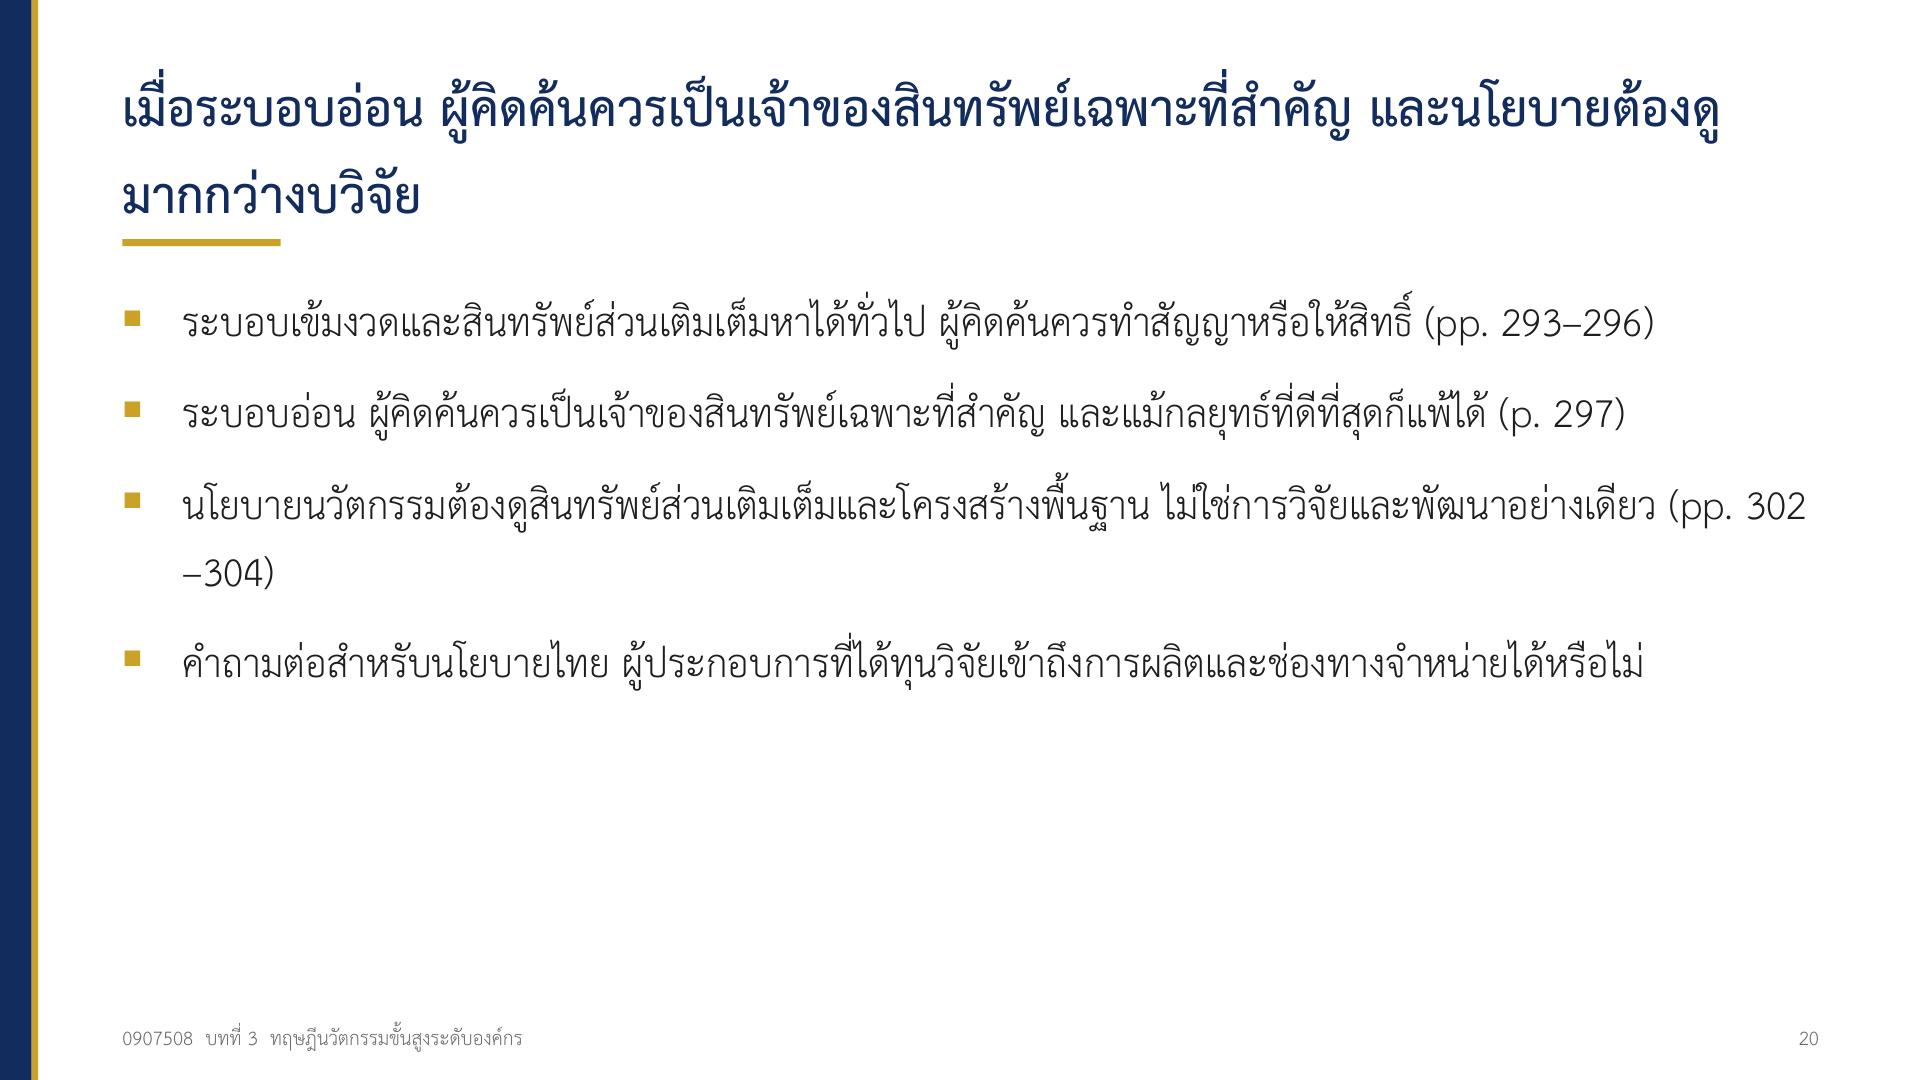 เมื่อระบอบอ่อน ผู้คิดค้นควรเป็นเจ้าของสินทรัพย์เฉพาะที่สำคัญ และนโยบายต้องดู
มากกว่างบวิจัย
▪ ระบอบเข้มงวดและสินทรัพย์ส่วนเติมเต็มหาได้ทั่วไป ผู้คิดค้นควรทำสัญญาหรือให้สิทธิ์ (pp. 293–296)
▪ ระบอบอ่อน ผู้คิดค้นควรเป็นเจ้าของสินทรัพย์เฉพาะที่สำคัญ และแม้กลยุทธ์ที่ดีที่สุดก็แพ้ได้ (p. 297)
▪ นโยบายนวัตกรรมต้องดูสินทรัพย์ส่วนเติมเต็มและโครงสร้างพื้นฐาน ไม่ใช่การวิจัยและพัฒนาอย่างเดียว (pp. 302
–304)
▪ คำถามต่อสำหรับนโยบายไทย ผู้ประกอบการที่ได้ทุนวิจัยเข้าถึงการผลิตและช่องทางจำหน่ายได้หรือไม่
0907508 บทที่ 3 ทฤษฎีนวัตกรรมขั้นสูงระดับองค์กร
20